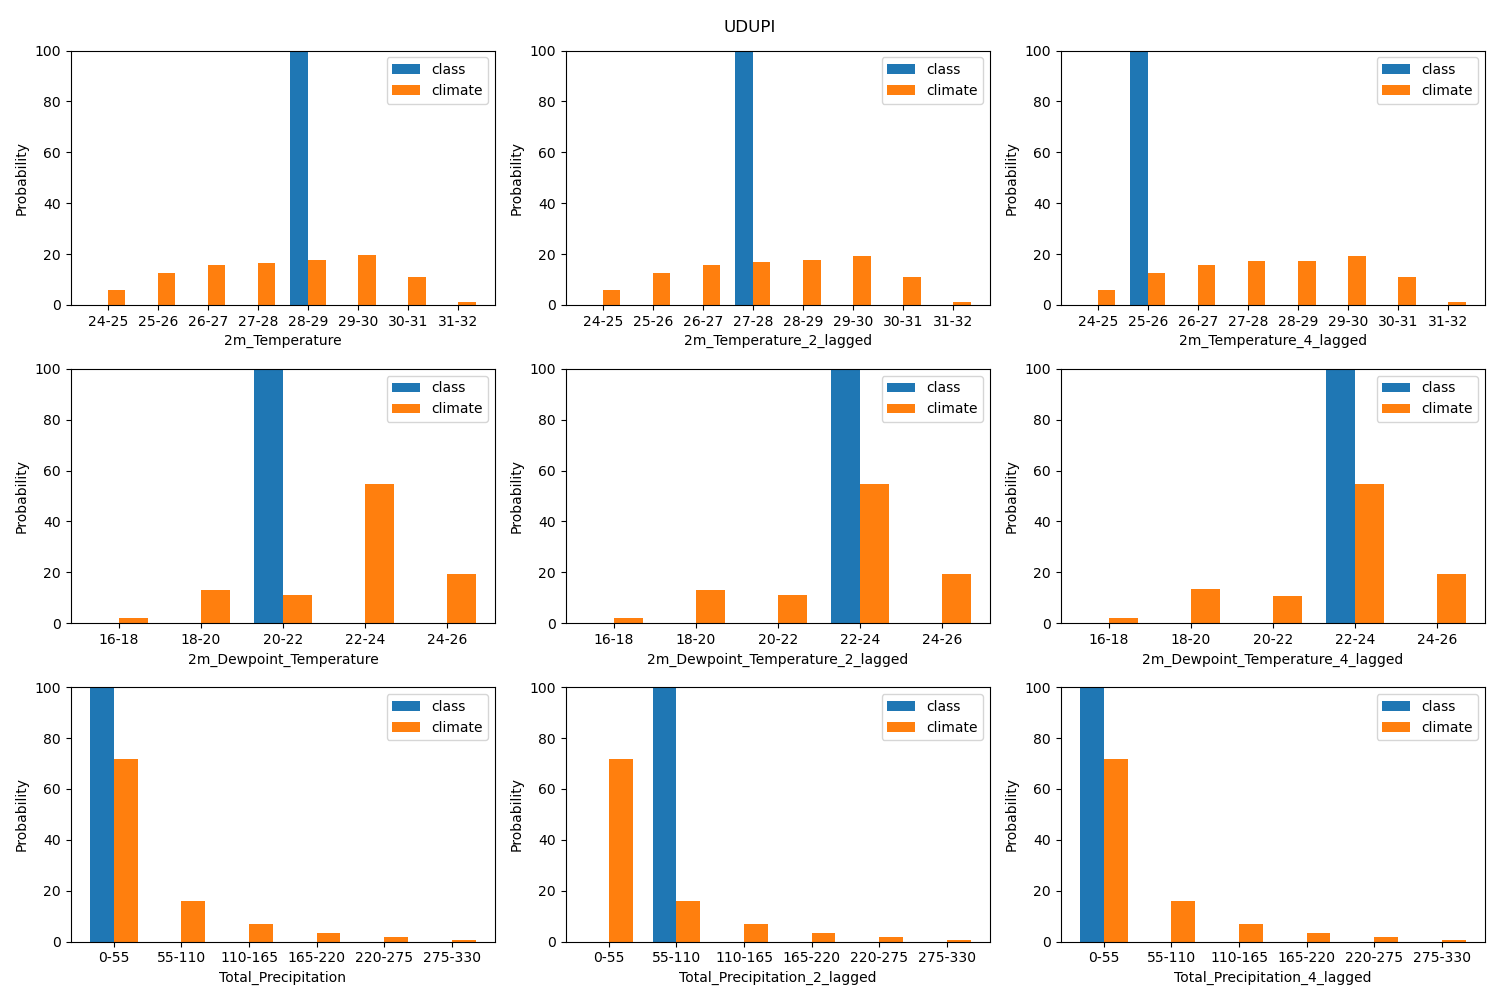 UDUPI
Probability
100
80
60
40
20
0
class
climate
24-25 25-26 26-27 27-28 28-29 29-30 30-31 31-32
2m_Temperature
Probability
100
80
60
40
20
0
class
climate
24-25 25-26 26-27 27-28 28-29 29-30 30-31 31-32
2m_Temperature_2_lagged
Probability
100
80
60
40
20
0
class
climate
24-25 25-26 26-27 27-28 28-29 29-30 30-31 31-32
2m_Temperature_4_lagged
Probability
100
80
60
40
20
0
class
climate
16-18 18-20 20-22 22-24 24-26
2m_Dewpoint_Temperature
Probability
100
80
60
40
20
0
class
climate
16-18 18-20 20-22 22-24 24-26
2m_Dewpoint_Temperature_2_lagged
Probability
100
80
60
40
20
0
class
climate
16-18 18-20 20-22 22-24 24-26
2m_Dewpoint_Temperature_4_lagged
Probability
100
80
60
40
20
0
class
climate
0-55 55-110 110-165 165-220 220-275 275-330
Total_Precipitation
Probability
100
80
60
40
20
0
class
climate
0-55 55-110 110-165 165-220 220-275 275-330
Total_Precipitation_2_lagged
Probability
100
80
60
40
20
0
class
climate
0-55 55-110 110-165 165-220 220-275 275-330
Total_Precipitation_4_lagged